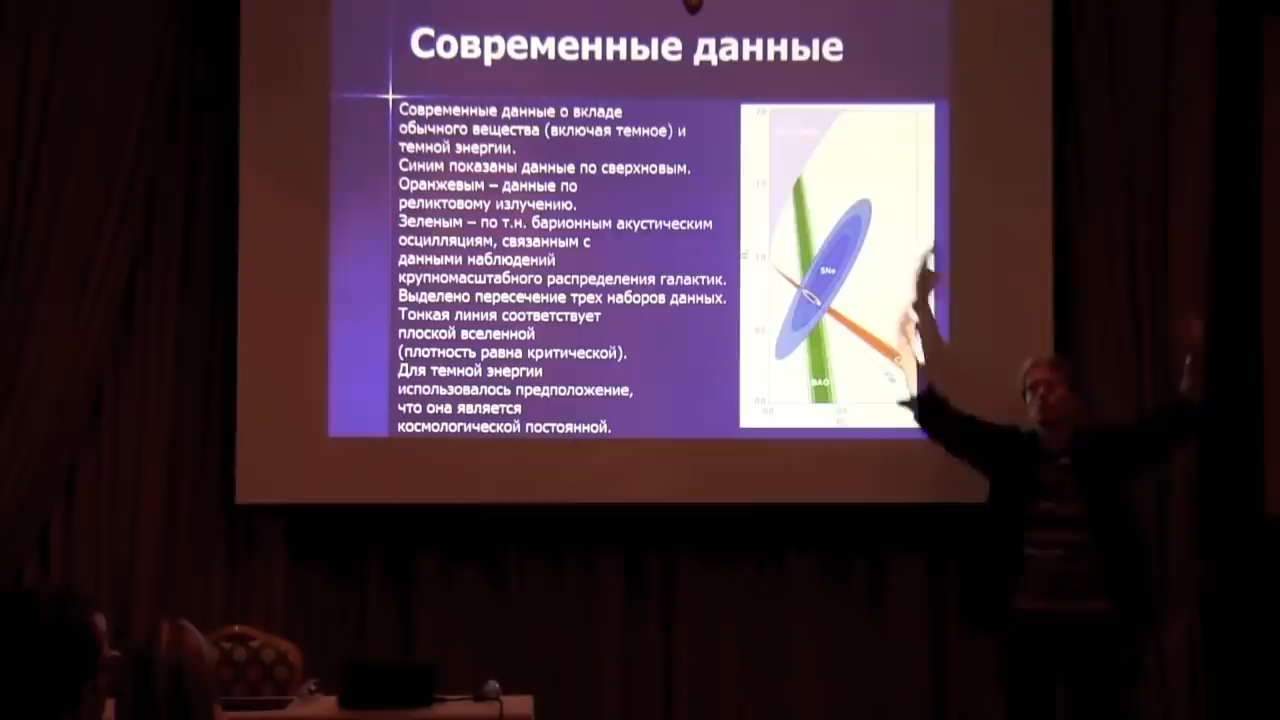 Современные данные
Современные данные о вкладе
обычного вещества (включая темное) и
темной энергии.
Синим показаны данные по сверхновым.
Оранжевым – данные по
реликтовому излучению.
Зеленым – по т.н. барионным акустическим
осцилляциям, связанным с
данными наблюдений
крупномасштабного распределения галактик.
Выделено пересечение трех наборов данных.
Тонкая линия соответствует
плоской вселенной
(плотность равна критической).
Для темной энергии
использовалось предположение,
что она является
космологической постоянной.
SNe
BAO